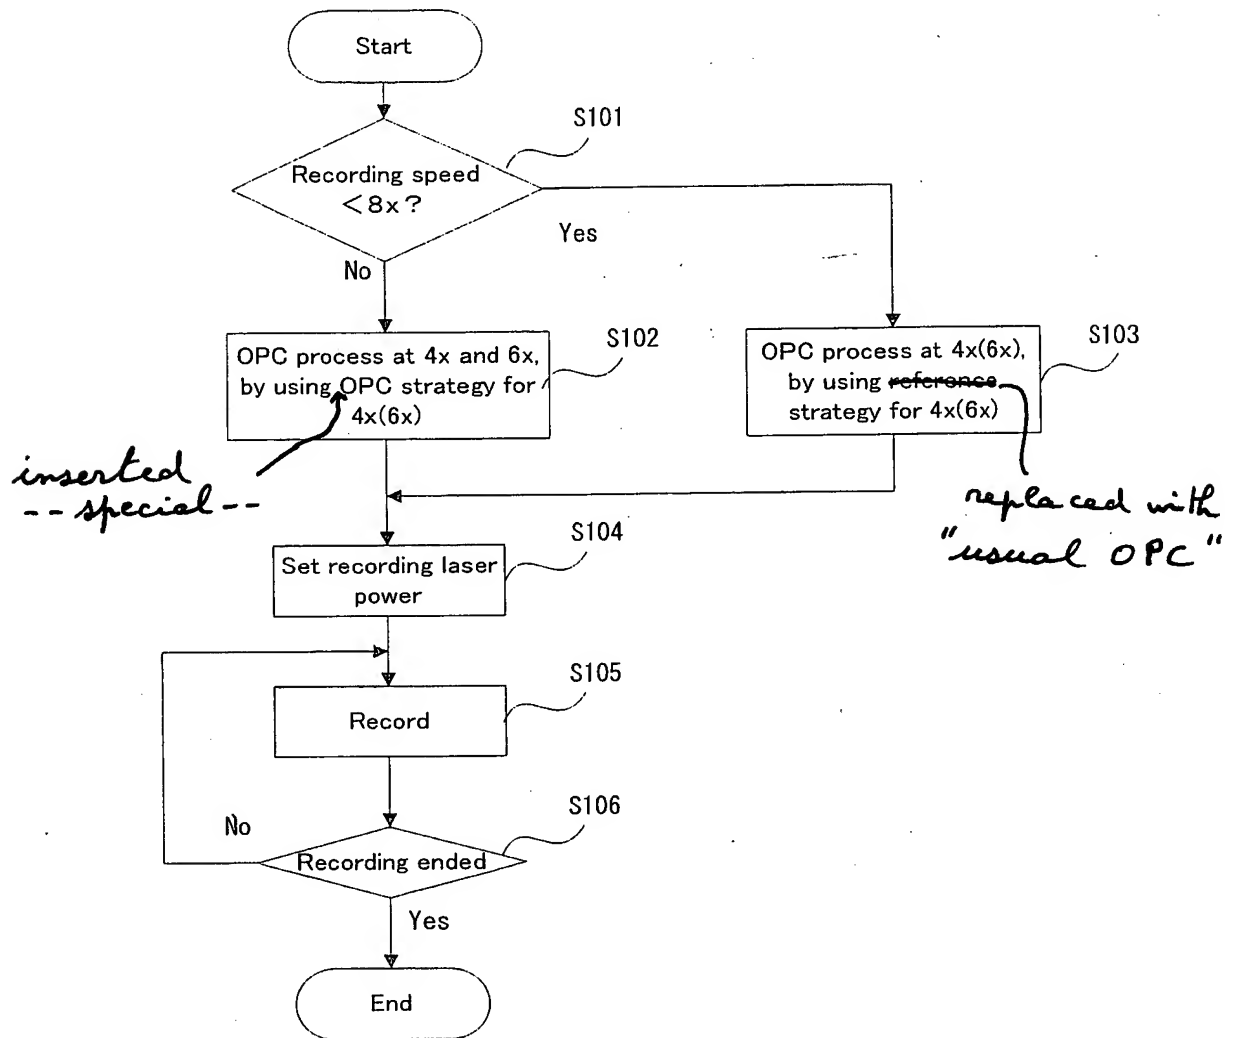 Start
S101
Recording speed
<8x?
Yes
No
S102
OPC process at 4x and 6x,
by using OPC strategy for
4x(6x)
S103
OPC process at 4x(6x),
by using reference
strategy for 4x(6x)
inserted
--special--
replaced with
"usual OPC"
S104
Set recording laser
power
S105
Record
S106
No
Recording ended
Yes
End